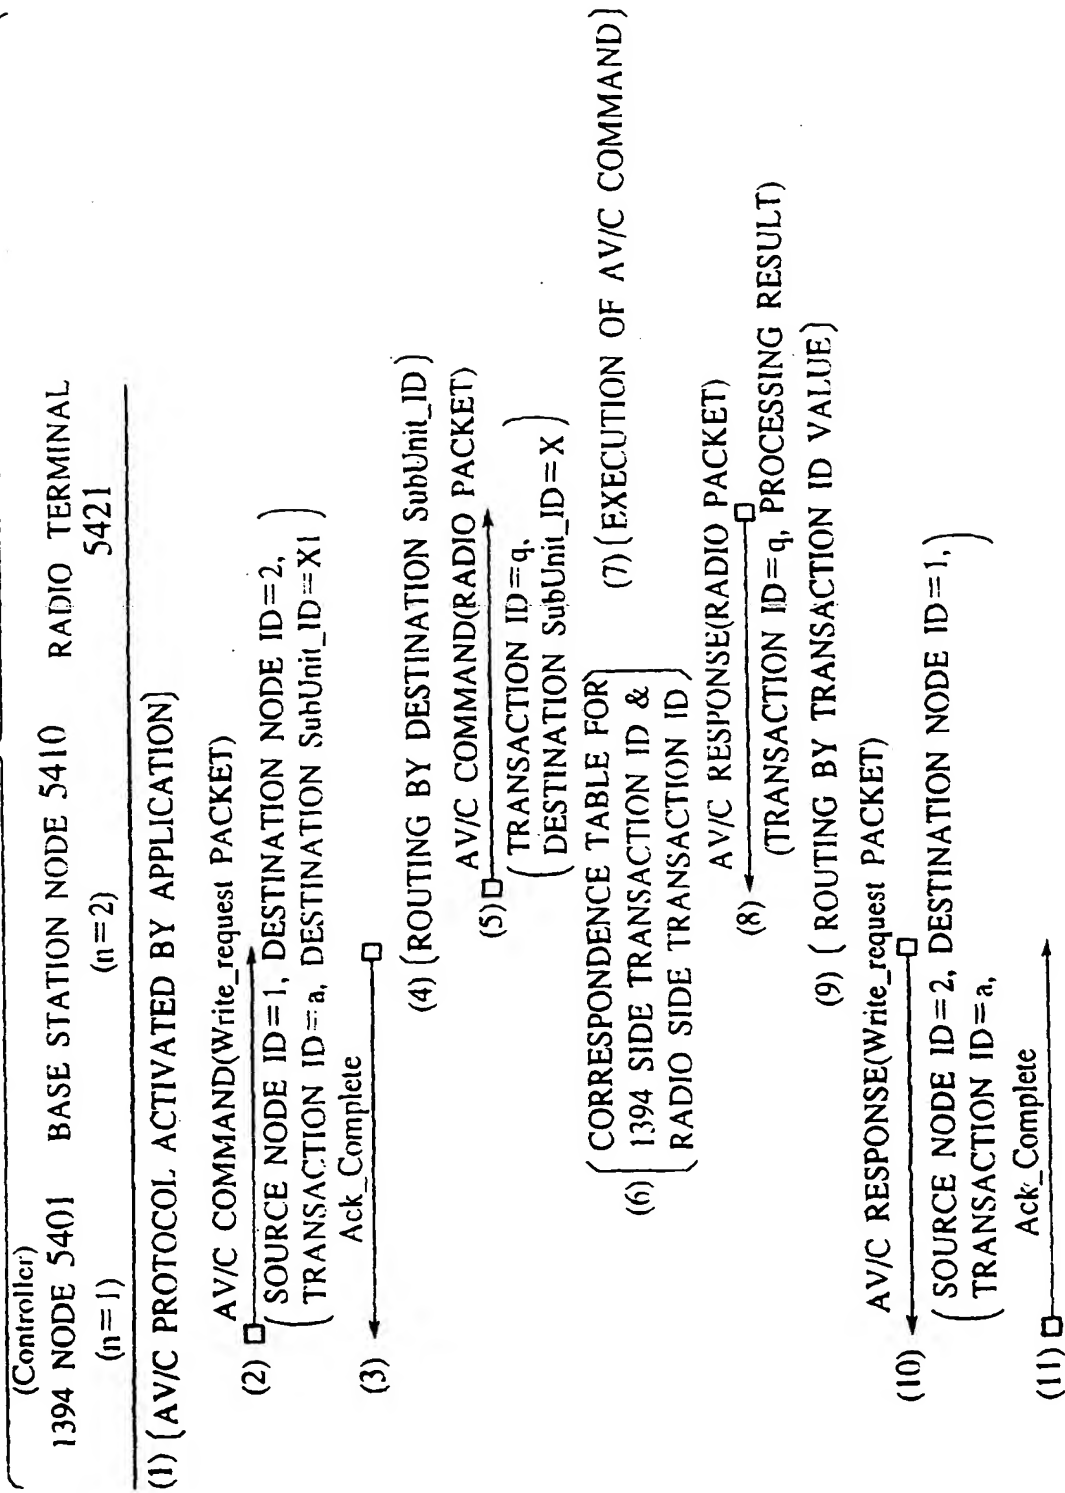 (Controller)
1394 NODE 5401 BASE STATION NODE 5410 RADIO TERMINAL
(n=1) (n=2) 5421
(1) (AV/C PROTOCOL ACTIVATED BY APPLICATION)
AV/C COMMAND(Write_request PACKET)
(2)
(SOURCE NODE ID=1, DESTINATION NODE ID=2,
TRANSACTION ID=a, DESTINATION SubUnit_ID=X1)
Ack_Complete
(3)
(4) (ROUTING BY DESTINATION SubUnit_ID)
AV/C COMMAND(RADIO PACKET)
(5)
(TRANSACTION ID=q,
DESTINATION SubUnit_ID=X)
(6) (CORRESPONDENCE TABLE FOR
1394 SIDE TRANSACTION ID &
RADIO SIDE TRANSACTION ID)
(7) (EXECUTION OF AV/C COMMAND)
AV/C RESPONSE(RADIO PACKET)
(8)
(TRANSACTION ID=q, PROCESSING RESULT)
(9) (ROUTING BY TRANSACTION ID VALUE)
AV/C RESPONSE(Write_request PACKET)
(10)
(SOURCE NODE ID=2, DESTINATION NODE ID=1,
TRANSACTION ID=a,)
Ack_Complete
(11)